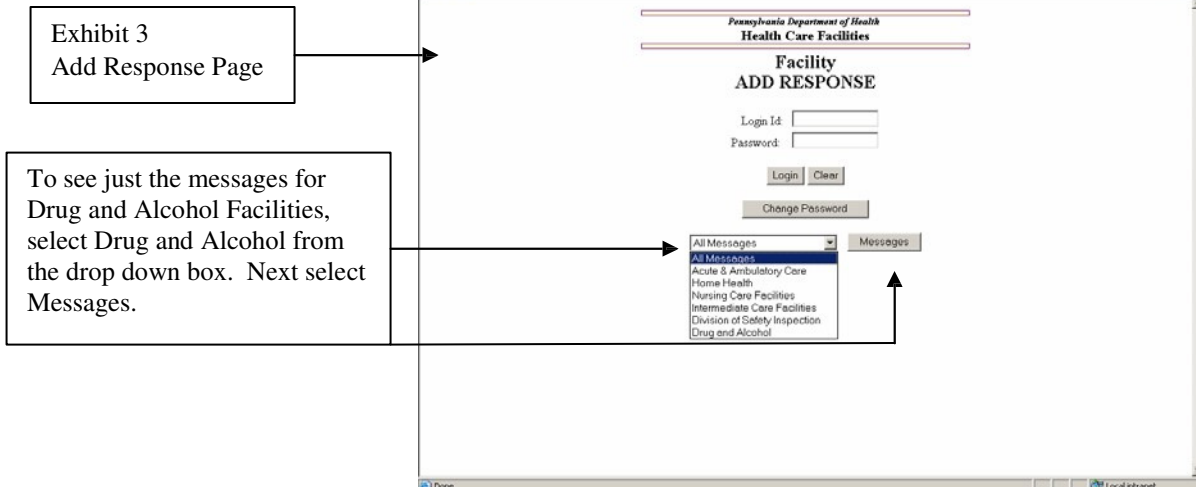 Exhibit 3
Add Response Page
To see just the messages for
Drug and Alcohol Facilities,
select Drug and Alcohol from
the drop down box.  Next select
Messages.
Pennsylvania Department of Health
Health Care Facilities
Facility
ADD RESPONSE
Login Id:
Password:
Login Clear
Change Password
All Messages Messages
All Messages
Acute & Ambulatory Care
Home Health
Nursing Care Facilities
Intermediate Care Facilities
Division of Safety Inspection
Drug and Alcohol
Done Local intranet